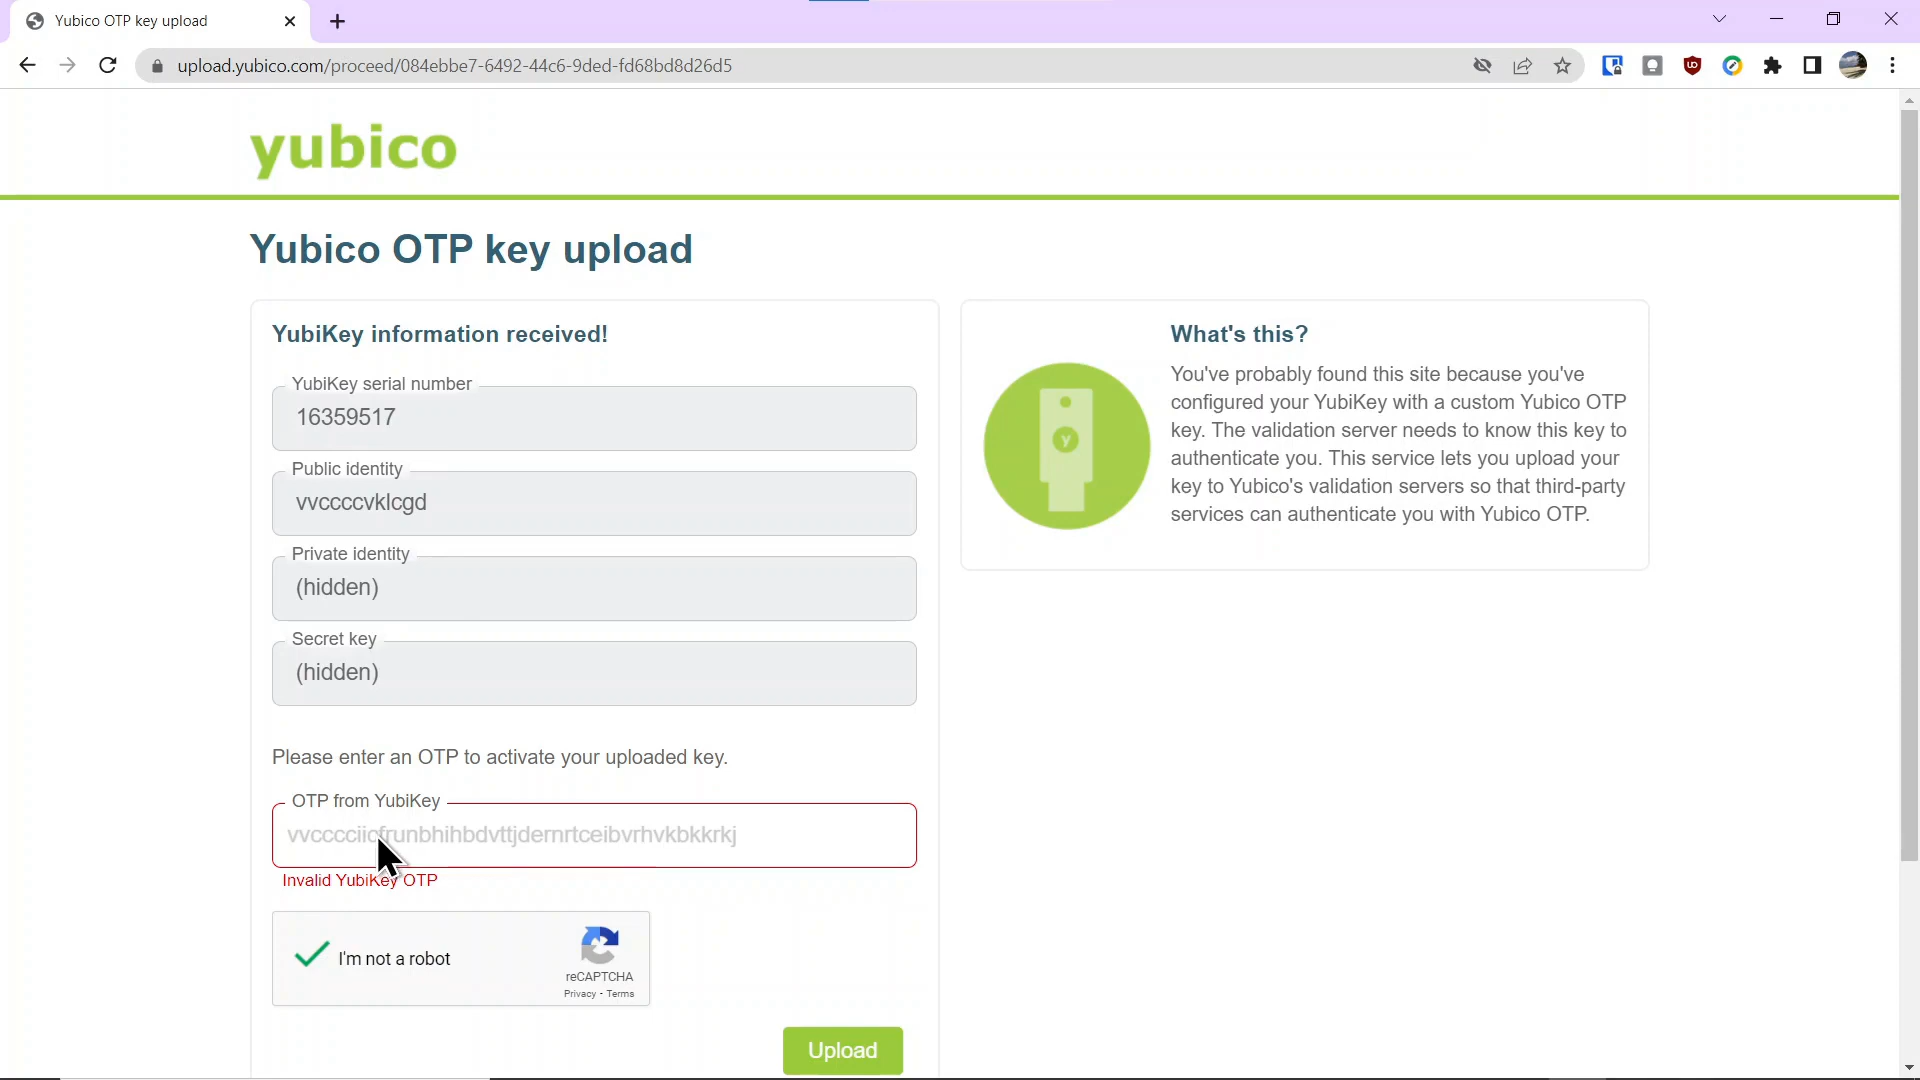 Yubico OTP key upload
upload.yubico.com/proceed/084ebbe7-6492-44c6-9ded-fd68bd8d26d5
yubico
Yubico OTP key upload
YubiKey information received!
YubiKey serial number
16359517
Public identity
vvccccvklcgd
Private identity
(hidden)
Secret key
(hidden)
Please enter an OTP to activate your uploaded key.
OTP from YubiKey
vvccccciicfrunbhihbdvttjdernrtceibvrhvkbkkrkj
Invalid YubiKey OTP
I'm not a robot
reCAPTCHA
Privacy - Terms
Upload
What's this?
You've probably found this site because you've
configured your YubiKey with a custom Yubico OTP
key. The validation server needs to know this key to
authenticate you. This service lets you upload your
key to Yubico's validation servers so that third-party
services can authenticate you with Yubico OTP.
y